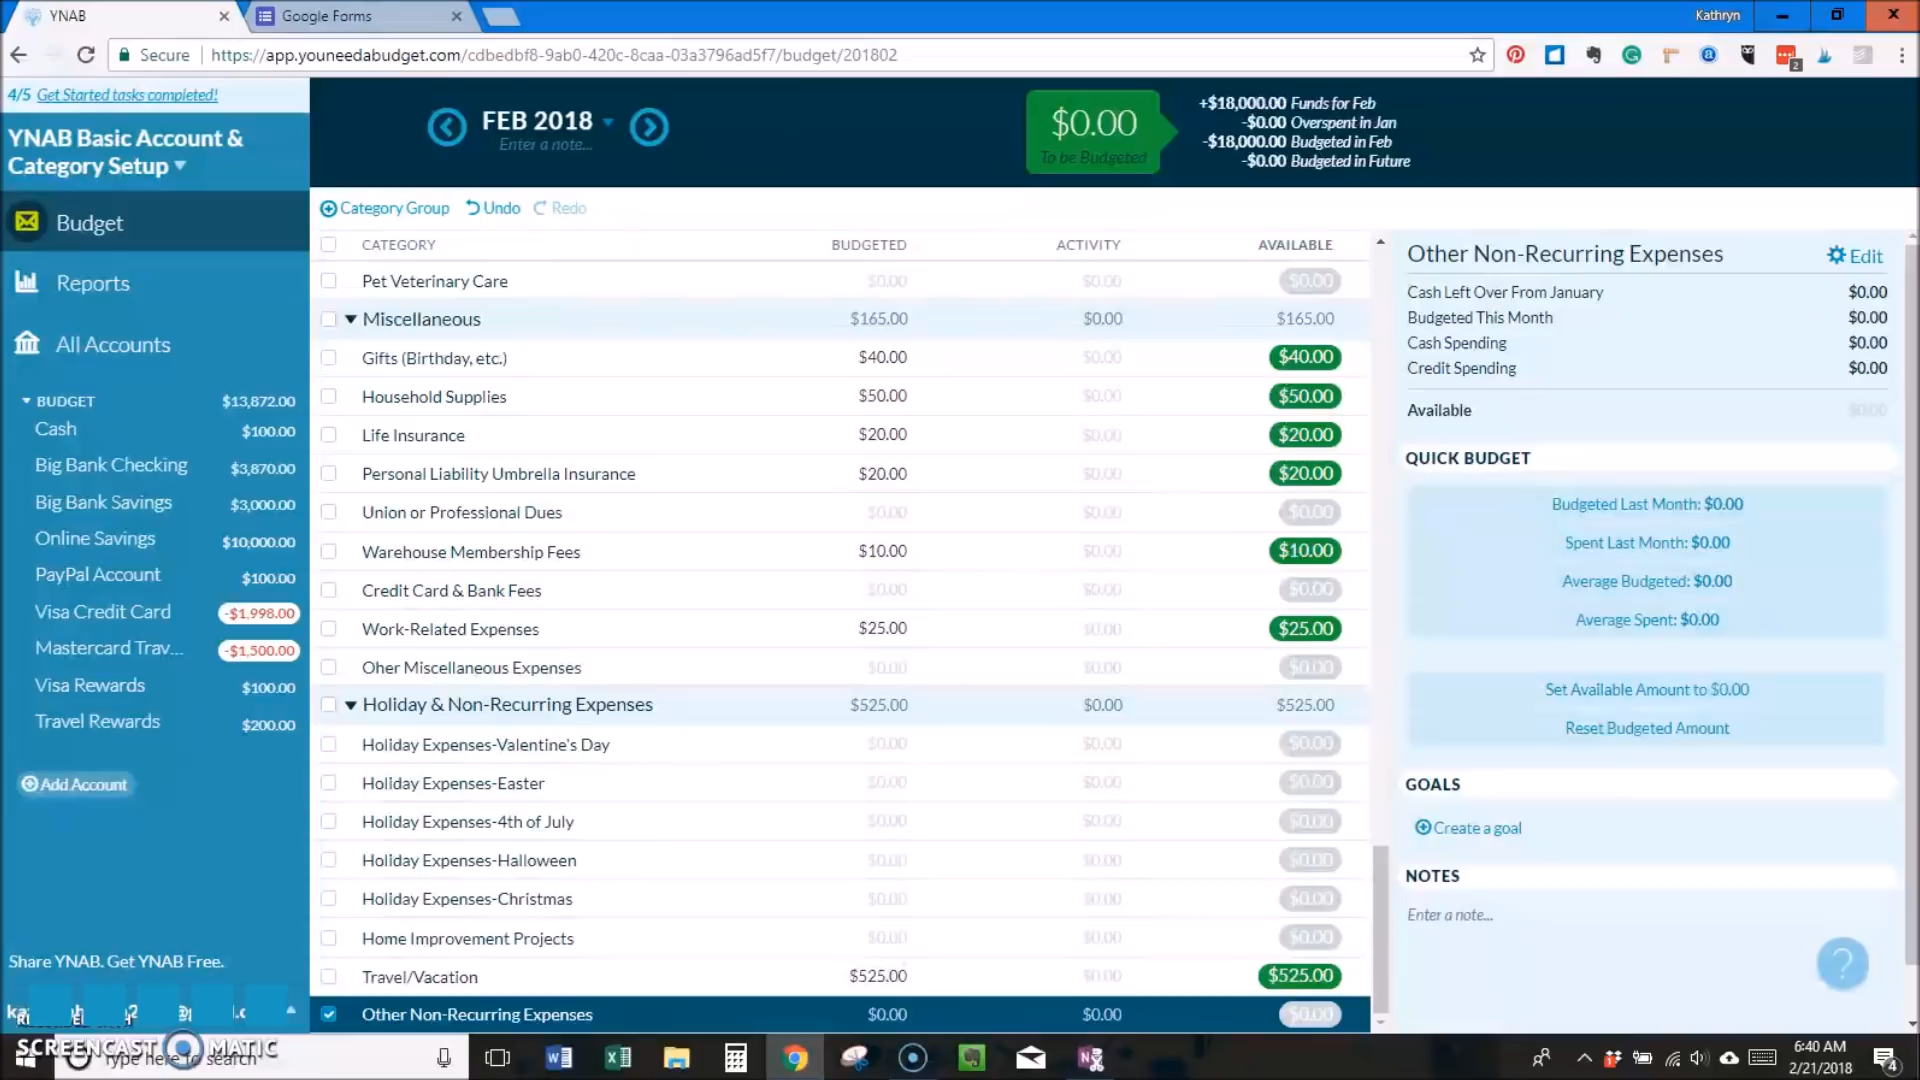 YNAB
Google Forms
Kathryn
Secure
https://app.youneedabudget.com/cdbedbf8-9ab0-420c-8caa-03a3796ad5f7/budget/201802
2
4/5 Get Started tasks completed!
YNAB Basic Account &
Category Setup
Budget
Reports
All Accounts
BUDGET $13,872.00
Cash $100.00
Big Bank Checking $3,870.00
Big Bank Savings $3,000.00
Online Savings $10,000.00
PayPal Account $100.00
Visa Credit Card -$1,998.00
Mastercard Trav... -$1,500.00
Visa Rewards $100.00
Travel Rewards $200.00
Add Account
Share YNAB. Get YNAB Free.
FEB 2018
Enter a note...
$0.00
To be Budgeted
+$18,000.00 Funds for Feb
-$0.00 Overspent in Jan
-$18,000.00 Budgeted in Feb
-$0.00 Budgeted in Future
Category Group Undo Redo
CATEGORY BUDGETED ACTIVITY AVAILABLE
Pet Veterinary Care $0.00 $0.00 $0.00
Miscellaneous $165.00 $0.00 $165.00
Gifts (Birthday, etc.) $40.00 $0.00 $40.00
Household Supplies $50.00 $0.00 $50.00
Life Insurance $20.00 $0.00 $20.00
Personal Liability Umbrella Insurance $20.00 $0.00 $20.00
Union or Professional Dues $0.00 $0.00 $0.00
Warehouse Membership Fees $10.00 $0.00 $10.00
Credit Card & Bank Fees $0.00 $0.00 $0.00
Work-Related Expenses $25.00 $0.00 $25.00
Oher Miscellaneous Expenses $0.00 $0.00 $0.00
Holiday & Non-Recurring Expenses $525.00 $0.00 $525.00
Holiday Expenses-Valentine's Day $0.00 $0.00 $0.00
Holiday Expenses-Easter $0.00 $0.00 $0.00
Holiday Expenses-4th of July $0.00 $0.00 $0.00
Holiday Expenses-Halloween $0.00 $0.00 $0.00
Holiday Expenses-Christmas $0.00 $0.00 $0.00
Home Improvement Projects $0.00 $0.00 $0.00
Travel/Vacation $525.00 $0.00 $525.00
Other Non-Recurring Expenses $0.00 $0.00 $0.00
Other Non-Recurring Expenses Edit
Cash Left Over From January $0.00
Budgeted This Month $0.00
Cash Spending $0.00
Credit Spending $0.00
Available $0.00
QUICK BUDGET
Budgeted Last Month: $0.00
Spent Last Month: $0.00
Average Budgeted: $0.00
Average Spent: $0.00
Set Available Amount to $0.00
Reset Budgeted Amount
GOALS
Create a goal
NOTES
Enter a note...
?
SCREENCAST MATIC
Type here to search
6:40 AM
2/21/2018
4